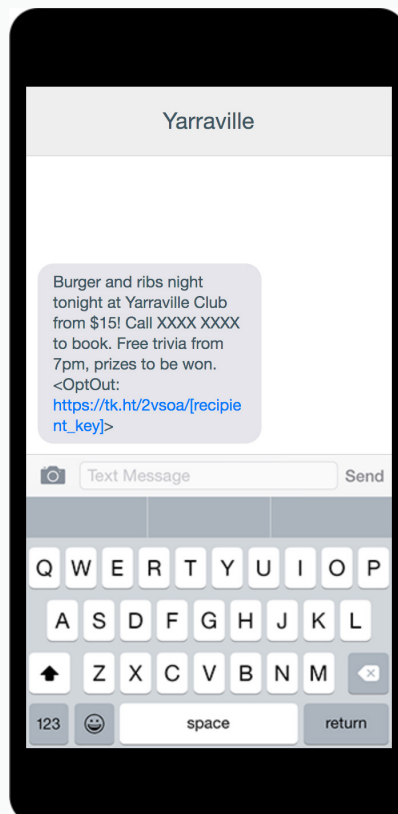 Yarraville
Burger and ribs night
tonight at Yarraville Club
from $15! Call XXXX XXXX
to book. Free trivia from
7pm, prizes to be won.
<OptOut:
https://tk.ht/2vsoa/[recipie
nt_key]>
Text Message Send
Q W E R T Y U I O P
A S D F G H J K L
Z X C V B N M
123 space return